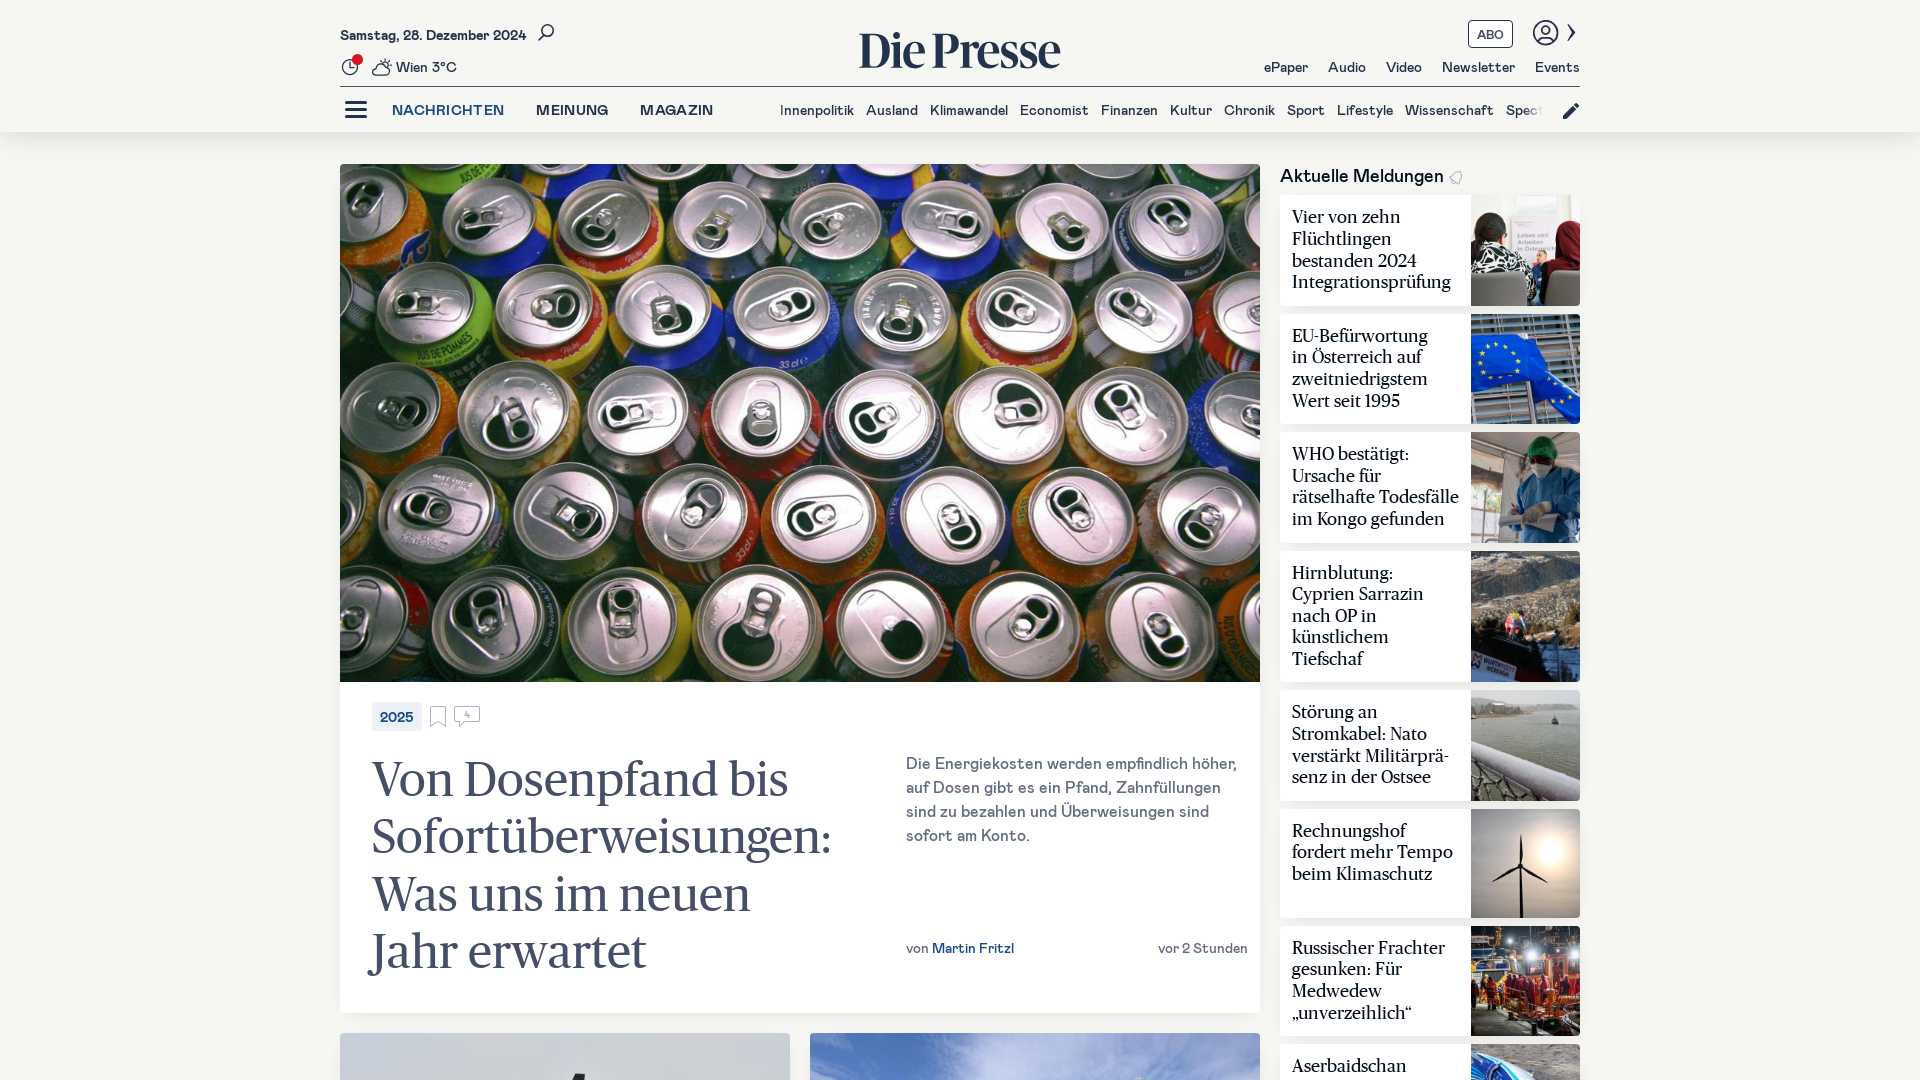 Samstag, 28. Dezember 2024
Wien 3°C
Die Presse
ABO
ePaper Audio Video Newsletter Events
NACHRICHTEN MEINUNG MAGAZIN
Innenpolitik Ausland Klimawandel Economist Finanzen Kultur Chronik Sport Lifestyle Wissenschaft Spect
2025
4
Von Dosenpfand bis
Sofortüberweisungen:
Was uns im neuen
Jahr erwartet
Die Energiekosten werden empfindlich höher,
auf Dosen gibt es ein Pfand, Zahnfüllungen
sind zu bezahlen und Überweisungen sind
sofort am Konto.
von Martin Fritzl
vor 2 Stunden
Aktuelle Meldungen
Vier von zehn
Flüchtlingen
bestanden 2024
Integrationsprüfung
EU-Befürwortung
in Österreich auf
zweitniedrigstem
Wert seit 1995
WHO bestätigt:
Ursache für
rätselhafte Todesfälle
im Kongo gefunden
Hirnblutung:
Cyprien Sarrazin
nach OP in
künstlichem
Tiefschaf
Störung an
Stromkabel: Nato
verstärkt Militärprä-
senz in der Ostsee
Rechnungshof
fordert mehr Tempo
beim Klimaschutz
Russischer Frachter
gesunken: Für
Medwedew
„unverzeihlich“
Aserbaidschan